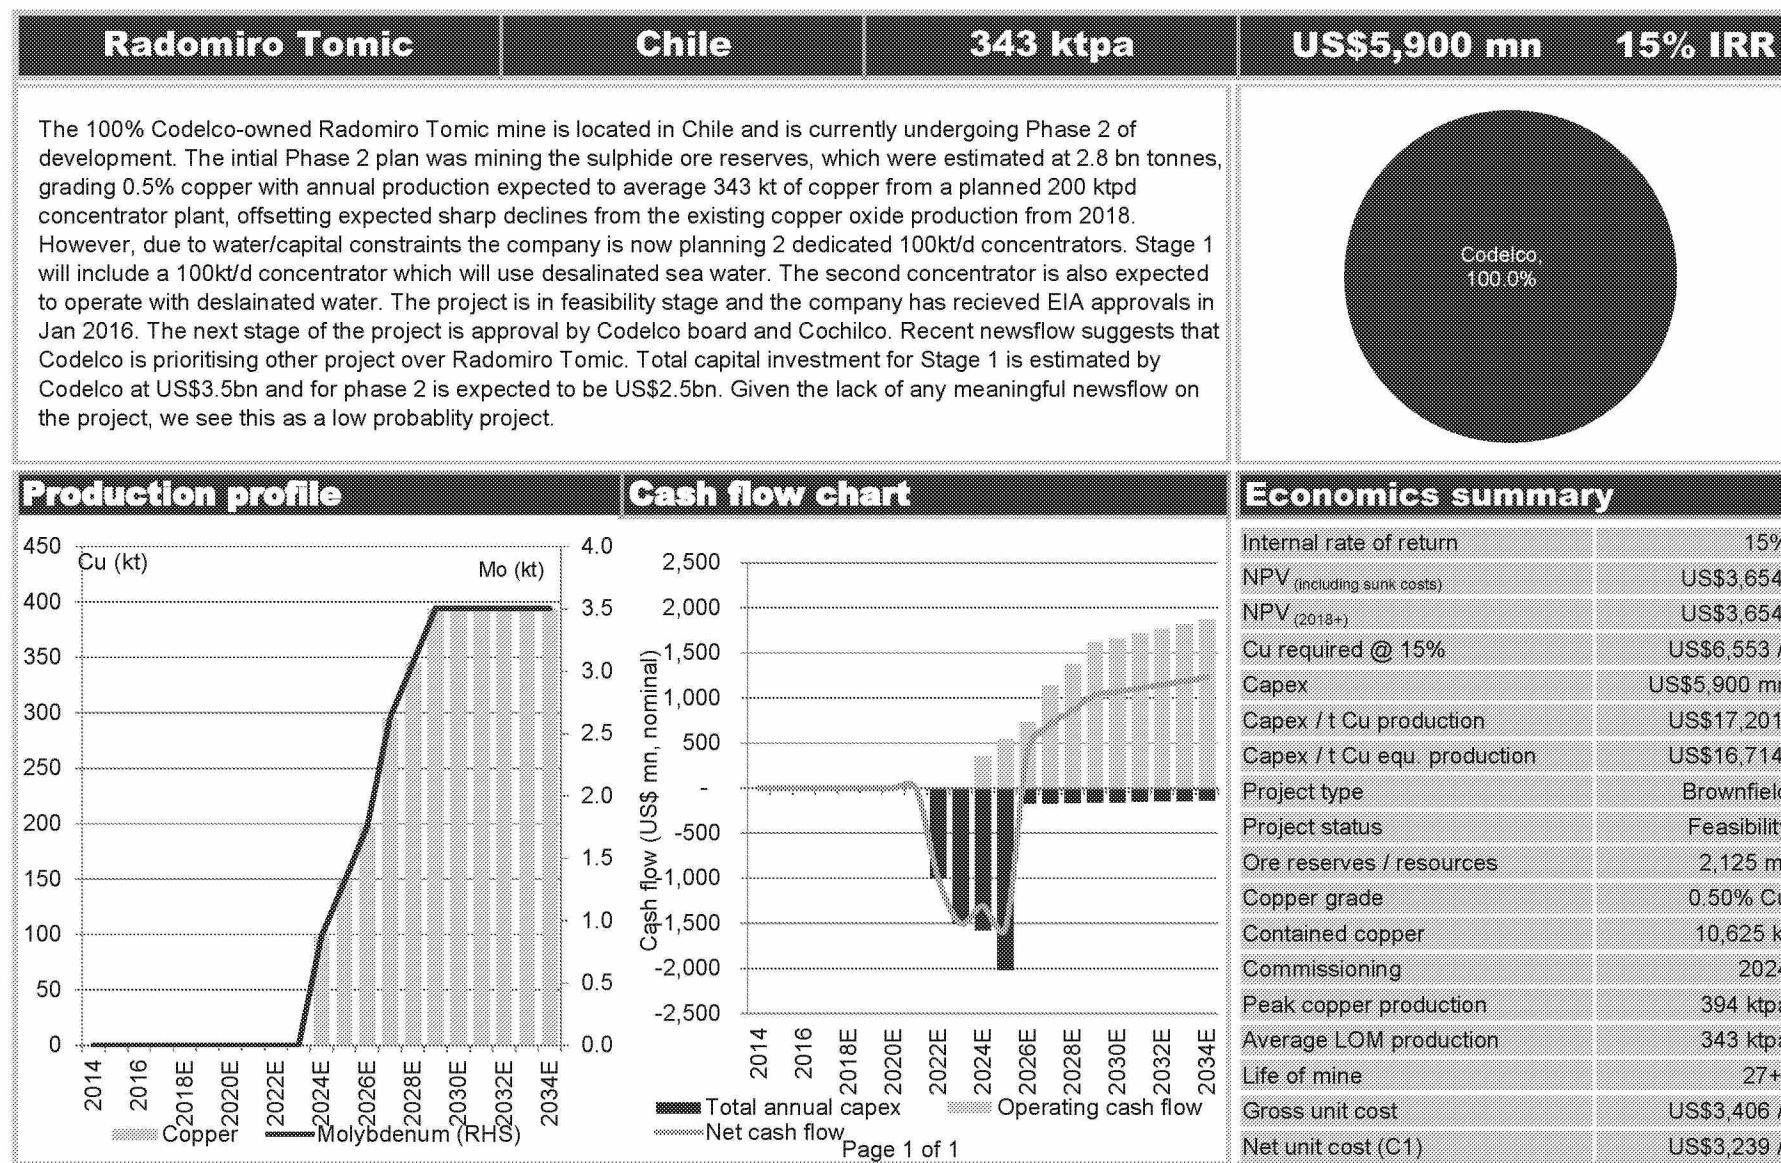 Radomiro Tomic
Chile
343 ktpa
US$5,900 mn
15% IRR
The 100% Codelco-owned Radomiro Tomic mine is located in Chile and is currently undergoing Phase 2 of
development. The intial Phase 2 plan was mining the sulphide ore reserves, which were estimated at 2.8 bn tonnes,
grading 0.5% copper with annual production expected to average 343 kt of copper from a planned 200 ktpd
concentrator plant, offsetting expected sharp declines from the existing copper oxide production from 2018.
However, due to water/capital constraints the company is now planning 2 dedicated 100kt/d concentrators. Stage 1
will include a 100kt/d concentrator which will use desalinated sea water. The second concentrator is also expected
to operate with deslainated water. The project is in feasibility stage and the company has recieved EIA approvals in
Jan 2016. The next stage of the project is approval by Codelco board and Cochilco. Recent newsflow suggests that
Codelco is prioritising other project over Radomiro Tomic. Total capital investment for Stage 1 is estimated by
Codelco at US$3.5bn and for phase 2 is expected to be US$2.5bn. Given the lack of any meaningful newsflow on
the project, we see this as a low probablity project.
Codelco,
100.0%
Production profile
Cu (kt)
Mo (kt)
450
400
350
300
250
200
150
100
50
0
4.0
3.5
3.0
2.5
2.0
1.5
1.0
0.5
0.0
2014
2016
2018E
2020E
2022E
2024E
2026E
2028E
2030E
2032E
2034E
Copper
Molybdenum (RHS)
Cash flow chart
Cash flow (US$ mn, nominal)
2,500
2,000
1,500
1,000
500
-
-500
-1,000
-1,500
-2,000
-2,500
2014
2016
2018E
2020E
2022E
2024E
2026E
2028E
2030E
2032E
2034E
Total annual capex
Operating cash flow
Net cash flow
Page 1 of 1
Economics summary
Internal rate of return 15%
NPV (including sunk costs) US$3,654
NPV (2018+) US$3,654
Cu required @ 15% US$6,553 /
Capex US$5,900 mn
Capex / t Cu production US$17,201
Capex / t Cu equ. production US$16,714
Project type Brownfield
Project status Feasibility
Ore reserves / resources 2,125 m
Copper grade 0.50% Cu
Contained copper 10,625 k
Commissioning 2024
Peak copper production 394 ktpa
Average LOM production 343 ktpa
Life of mine 27+
Gross unit cost US$3,406 /
Net unit cost (C1) US$3,239 /